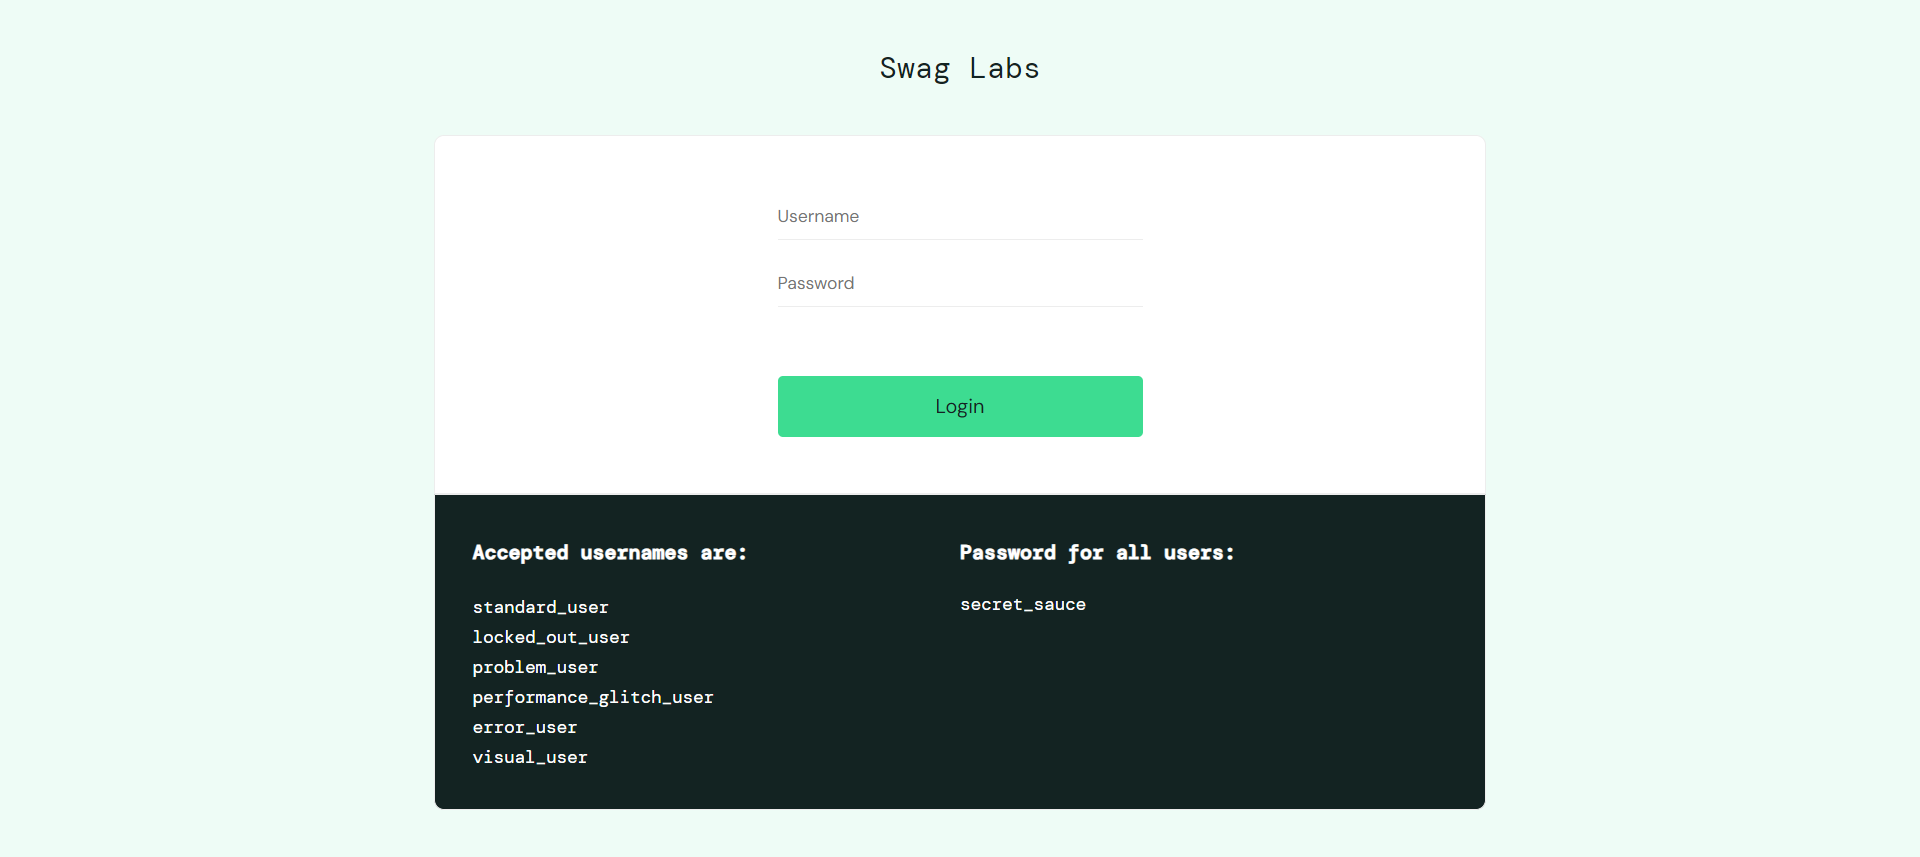 Swag Labs
Username
Password
Login
Accepted usernames are:
standard_user
locked_out_user
problem_user
performance_glitch_user
error_user
visual_user
Password for all users:
secret_sauce